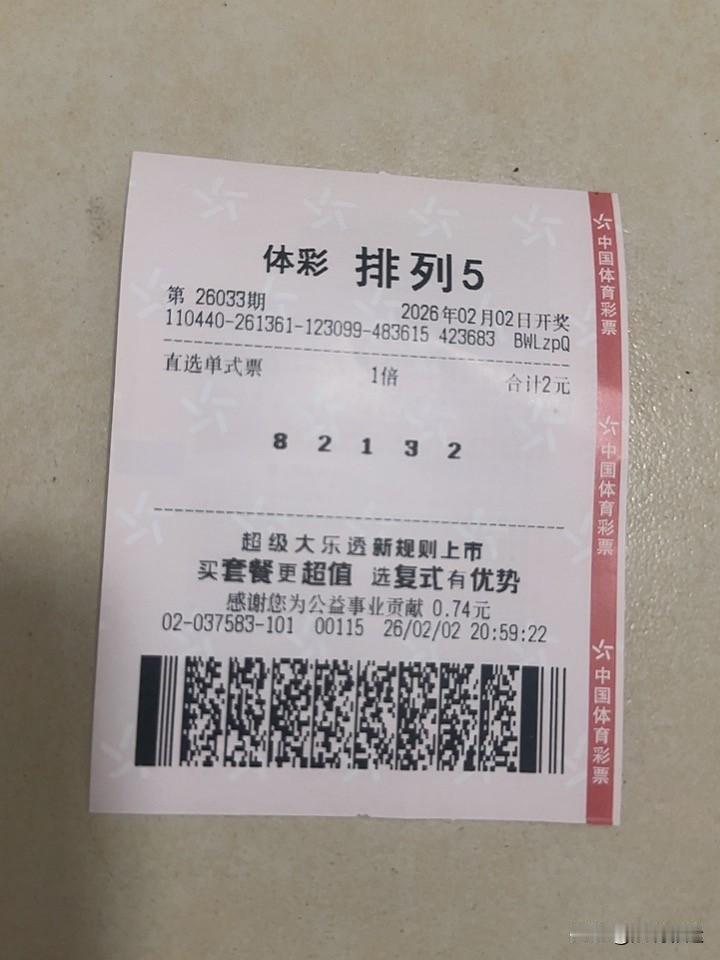 体彩 排列5
第 26033期 2026年02月02日开奖
110440-261361-123099-483615 423683 BWLzpQ
直选单式票 1倍 合计2元
8 2 1 3 2
超级大乐透新规则上市
买套餐更超值 选复式有优势
感谢您为公益事业贡献 0.74元
02-037583-101 00115 26/02/02 20:59:22
中国体育彩票
中国体育彩票
中国体育彩票